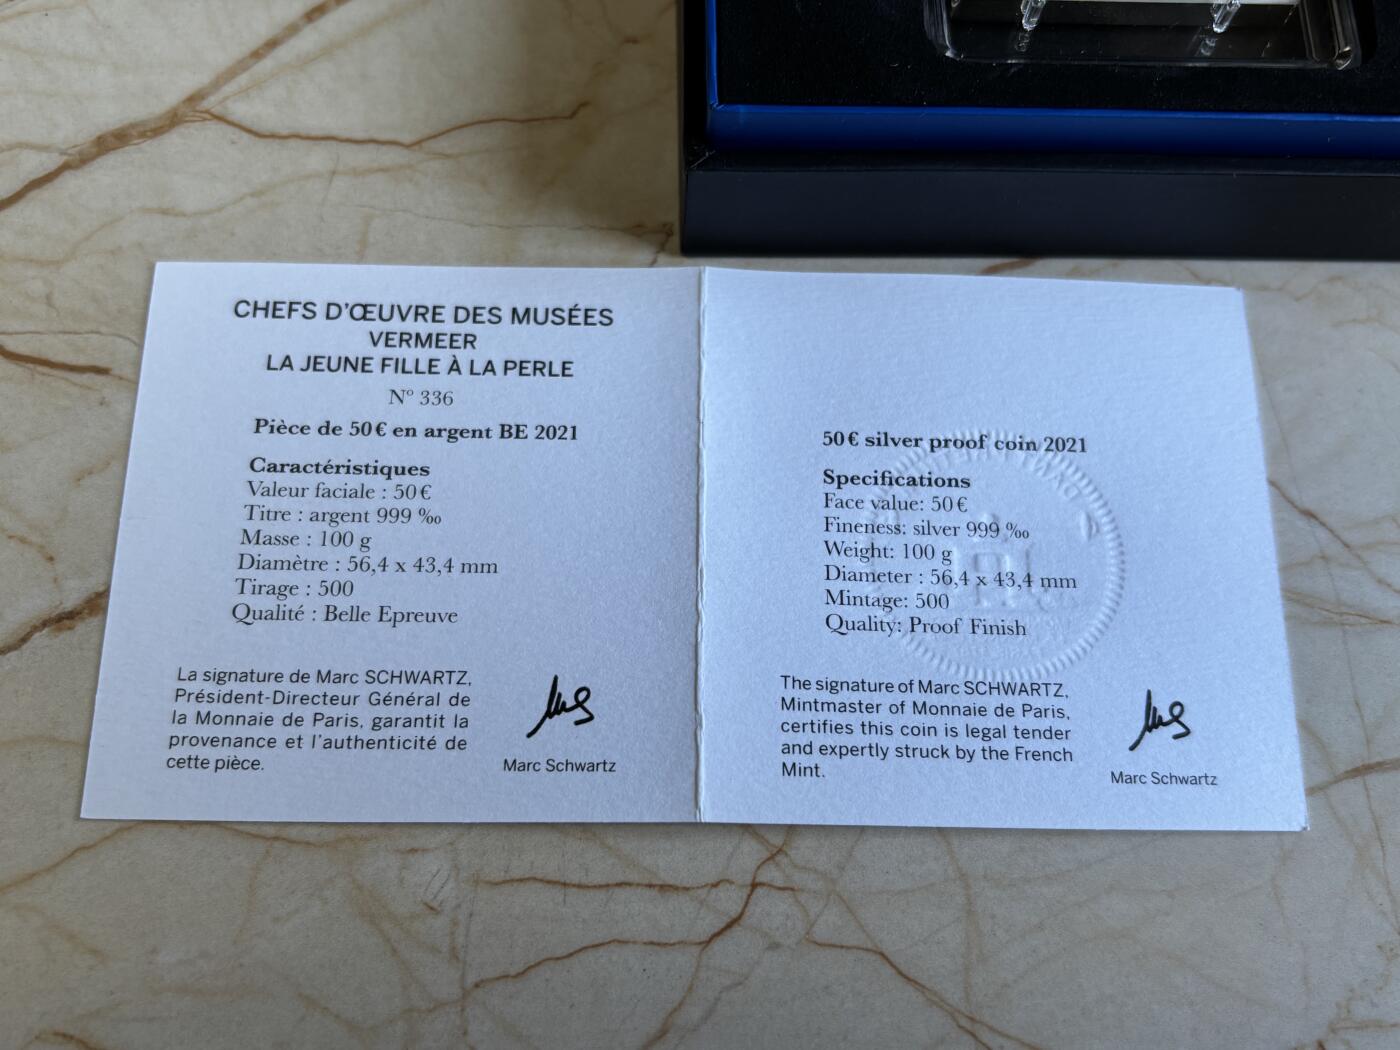 CHEFS D'ŒUVRE DES MUSÉES
VERMEER
LA JEUNE FILLE À LA PERLE
N° 336
Pièce de 50 € en argent BE 2021
Caractéristiques
Valeur faciale : 50 €
Titre : argent 999 ‰
Masse : 100 g
Diamètre : 56,4 x 43,4 mm
Tirage : 500
Qualité : Belle Epreuve
La signature de Marc SCHWARTZ,
Président-Directeur Général de
la Monnaie de Paris, garantit la
provenance et l'authenticité de
cette pièce.
Marc Schwartz
50 € silver proof coin 2021
Specifications
Face value: 50 €
Fineness: silver 999 ‰
Weight: 100 g
Diameter : 56,4 x 43,4 mm
Mintage: 500
Quality: Proof Finish
The signature of Marc SCHWARTZ,
Mintmaster of Monnaie de Paris,
certifies this coin is legal tender
and expertly struck by the French
Mint.
Marc Schwartz